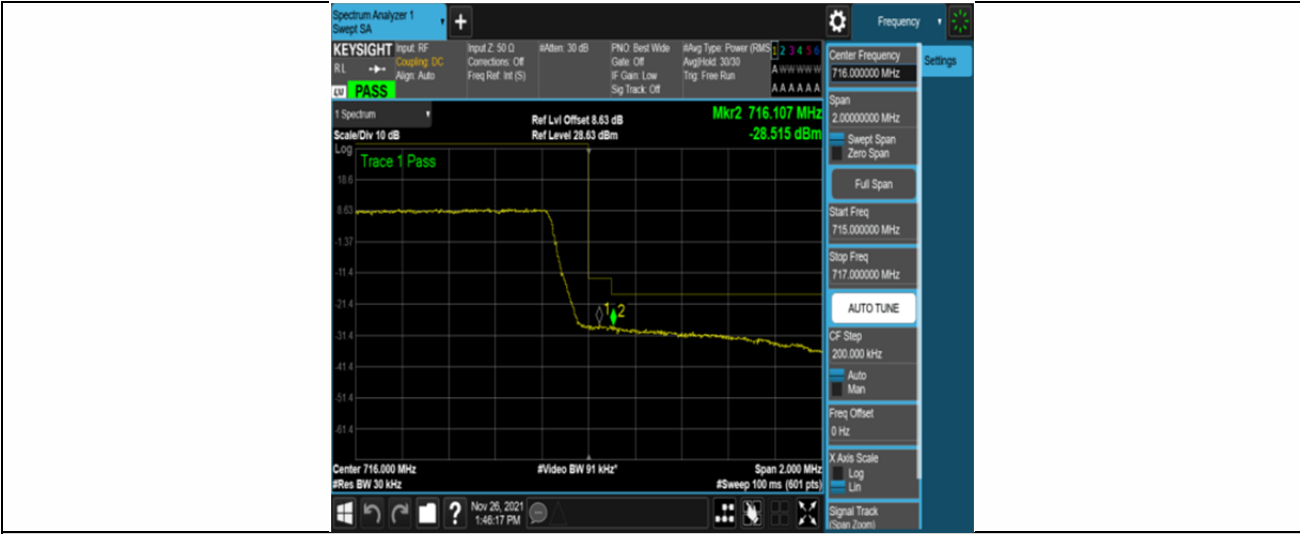 Spectrum Analyzer 1
Swept SA
+
Frequency
KEYSIGHT
RL
LXI
PASS
Input: RF
Coupling: DC
Align: Auto
Input Z: 50 Ω
Corrections: Off
Freq Ref: Int (S)
#Atten: 30 dB
PNO: Best Wide
Gate: Off
IF Gain: Low
Sig Track: Off
#Avg Type: Power (RMS
Avg|Hold: 30/30
Trig: Free Run
1 2 3 4 5 6
A W W W W W
A A A A A A
1 Spectrum
Scale/Div 10 dB
Ref Lvl Offset 8.63 dB
Ref Level 28.63 dBm
Mkr2 716.107 MHz
-28.515 dBm
Log
Trace 1 Pass
18.6
8.63
-1.37
-11.4
-21.4
-31.4
-41.4
-51.4
-61.4
1
2
Center 716.000 MHz
#Res BW 30 kHz
#Video BW 91 kHz*
Span 2.000 MHz
#Sweep 100 ms (601 pts)
Nov 26, 2021
1:46:17 PM
?
Center Frequency
716.000000 MHz
Settings
Span
2.00000000 MHz
Swept Span
Zero Span
Full Span
Start Freq
715.000000 MHz
Stop Freq
717.000000 MHz
AUTO TUNE
CF Step
200.000 kHz
Auto
Man
Freq Offset
0 Hz
X Axis Scale
Log
Lin
Signal Track
(Span Zoom)